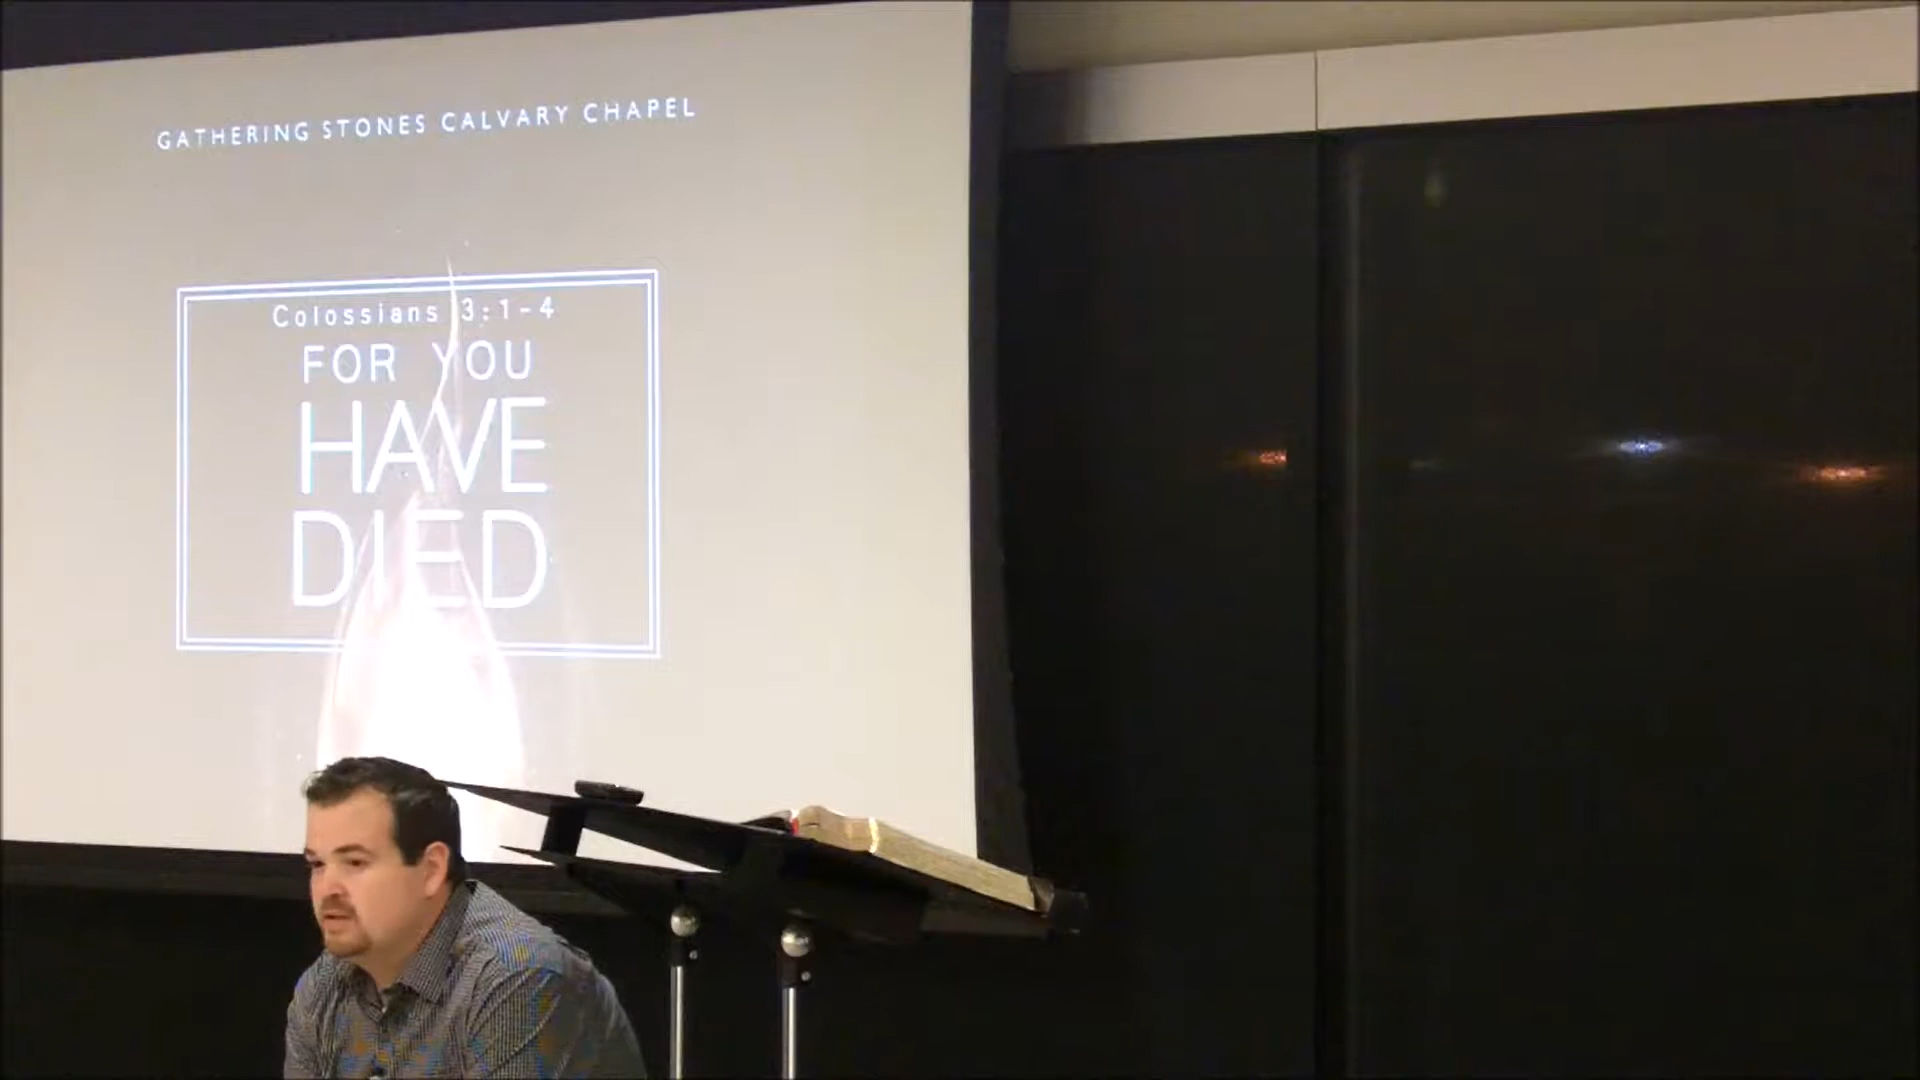 GATHERING STONES CALVARY CHAPEL
Colossians 3:1-4
FOR YOU
HAVE
DIED